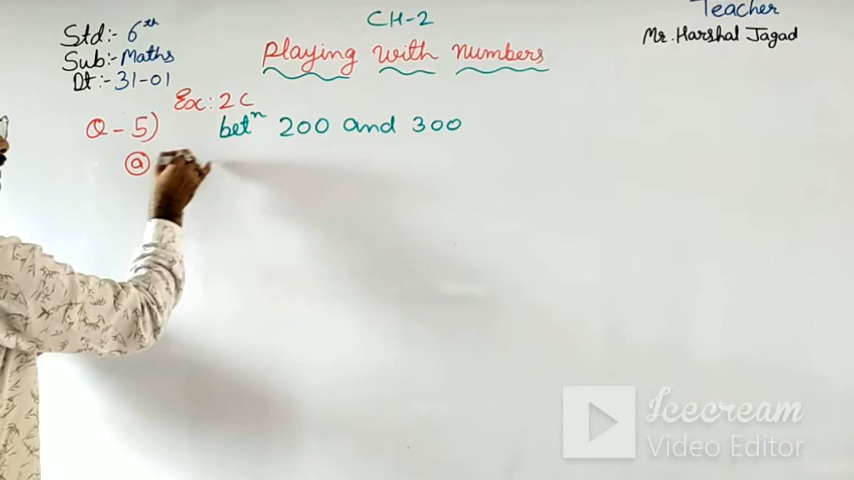 CH-2
Teacher
Std:- 6th
Sub:- Maths
Dt:- 31-01
Playing with Numbers
Mr. Harshal Jagad
Ex: 2C
Q-5) betn 200 and 300
a
Icecream
Video Editor